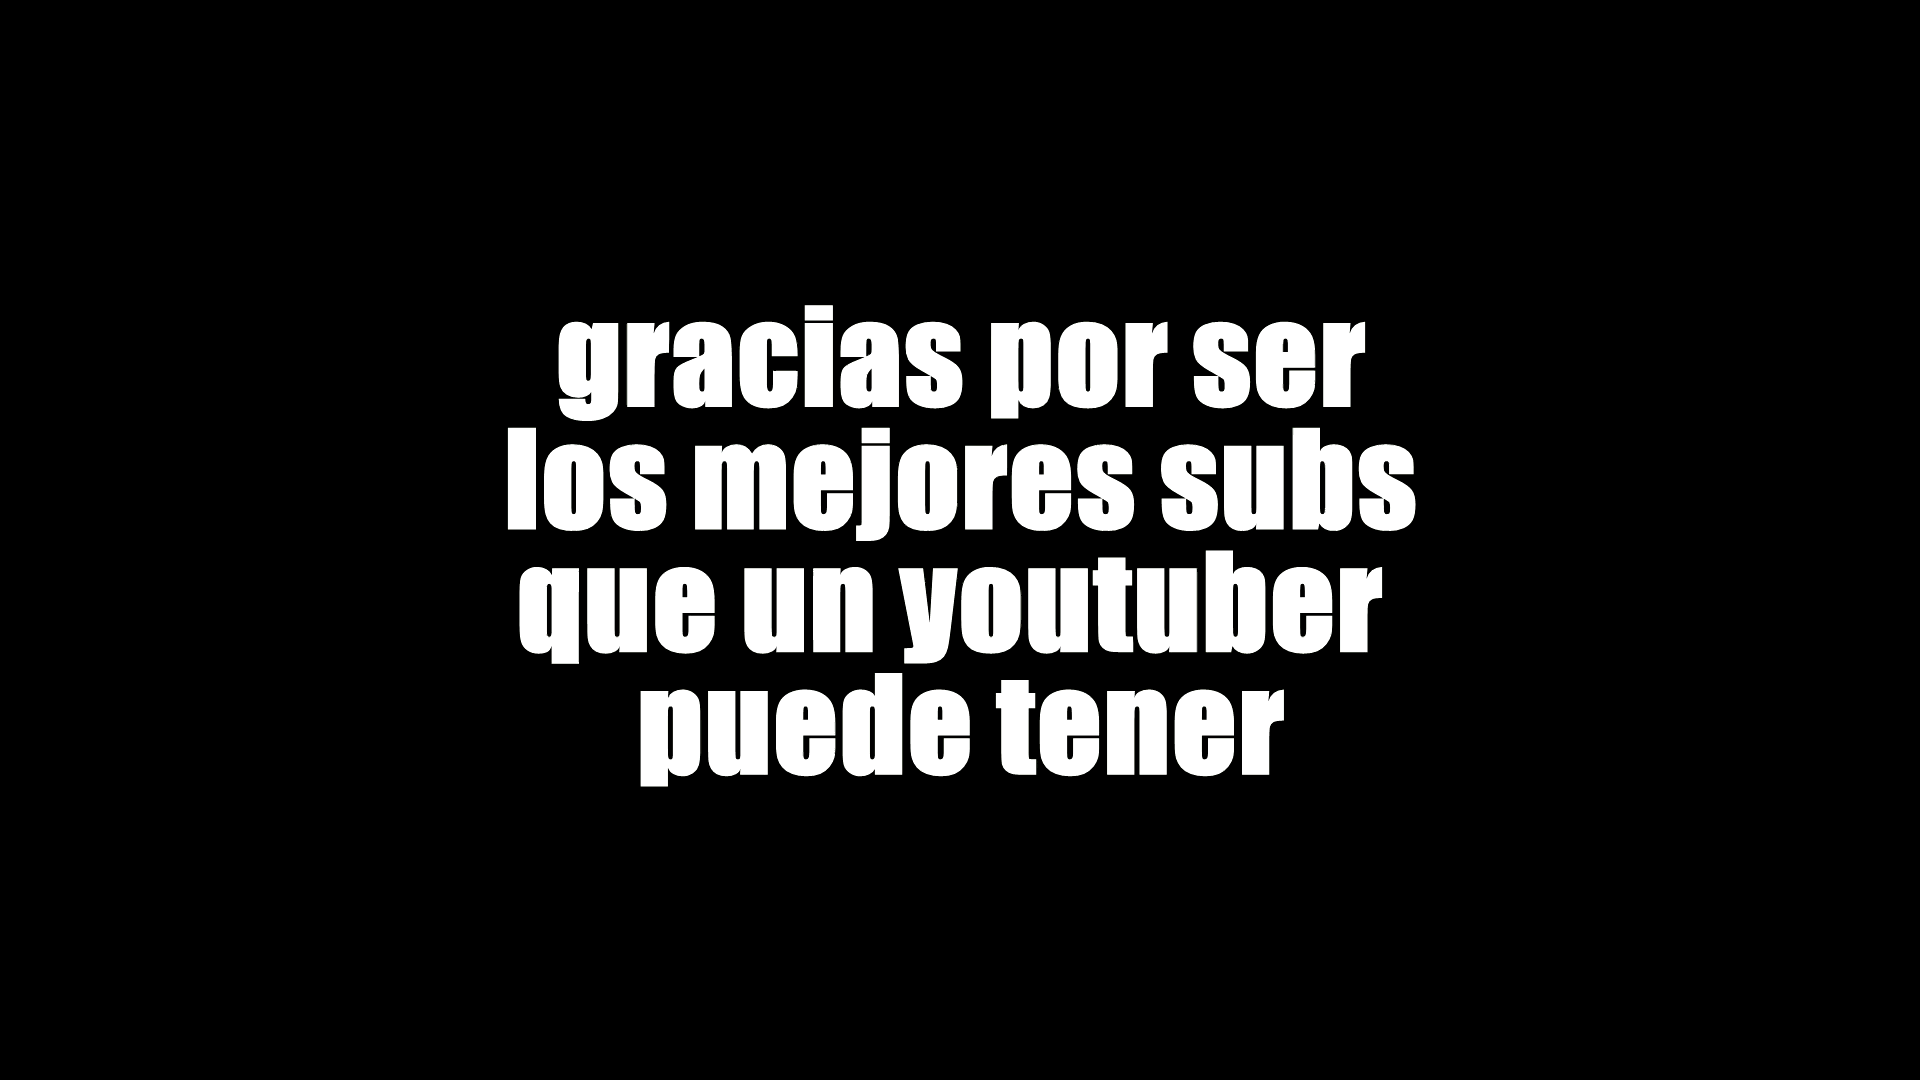 gracias por ser
los mejores subs
que un youtuber
puede tener